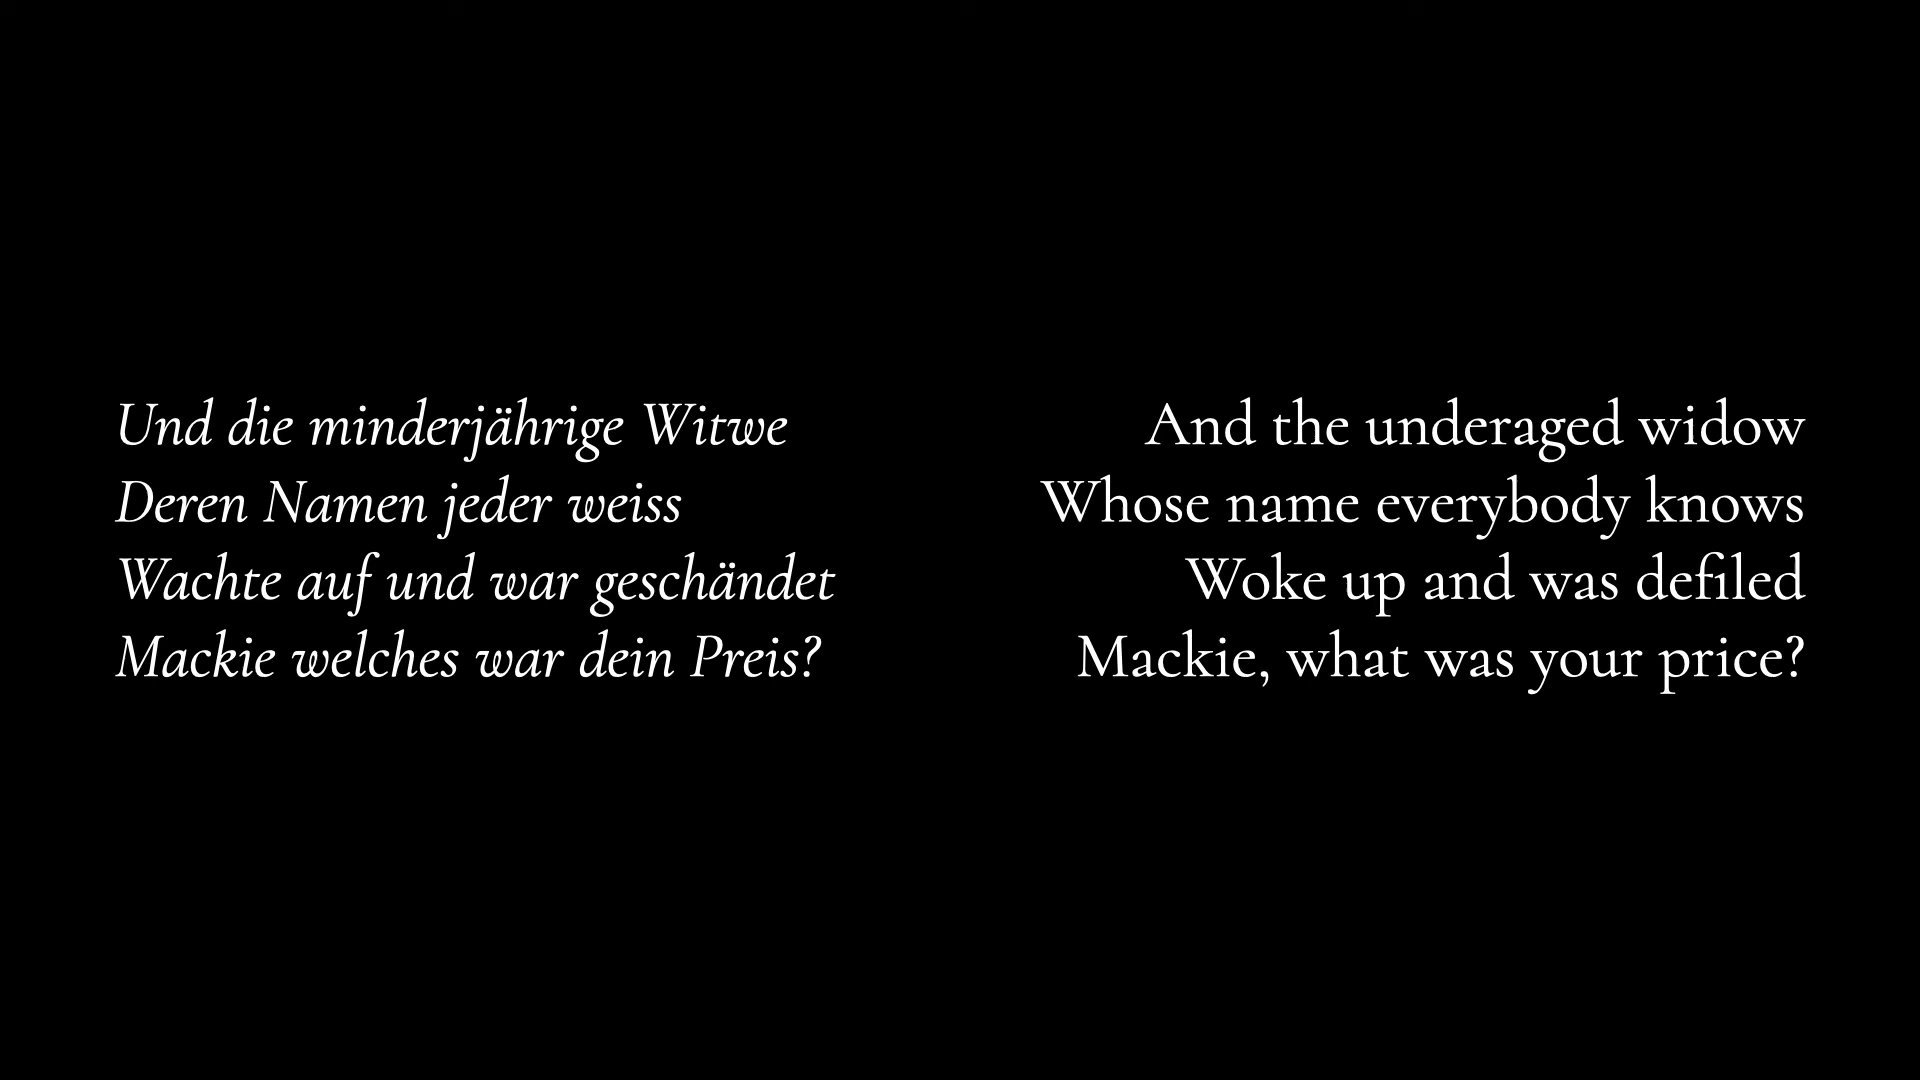 Und die minderjährige Witwe
Deren Namen jeder weiss
Wachte auf und war geschändet
Mackie welches war dein Preis?
And the underaged widow
Whose name everybody knows
Woke up and was defiled
Mackie, what was your price?